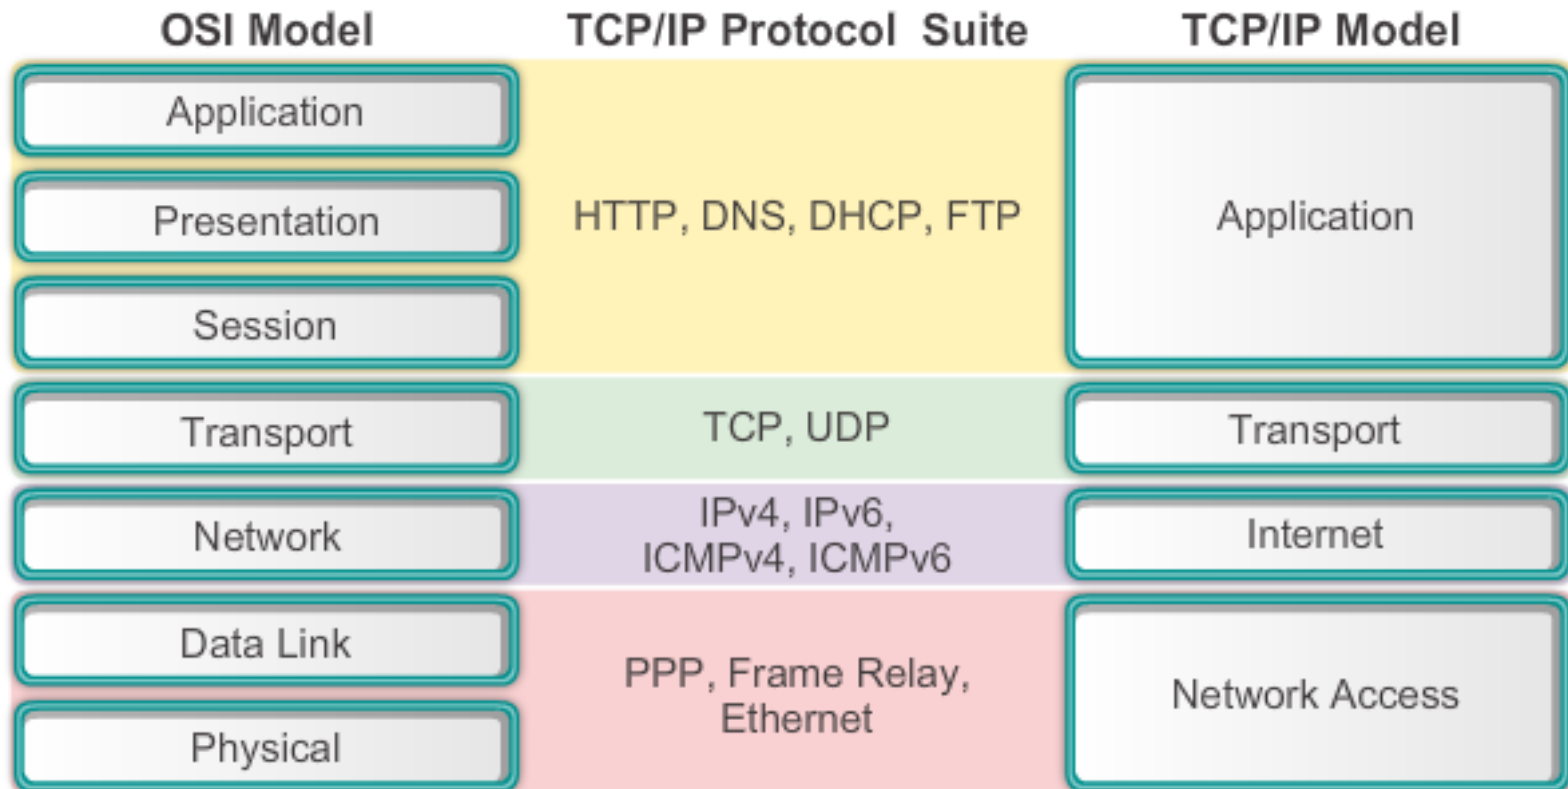 OSI Model
TCP/IP Protocol Suite
TCP/IP Model
Application
Presentation
Session
HTTP, DNS, DHCP, FTP
Application
Transport
TCP, UDP
Transport
Network
IPv4, IPv6,
ICMPv4, ICMPv6
Internet
Data Link
Physical
PPP, Frame Relay,
Ethernet
Network Access